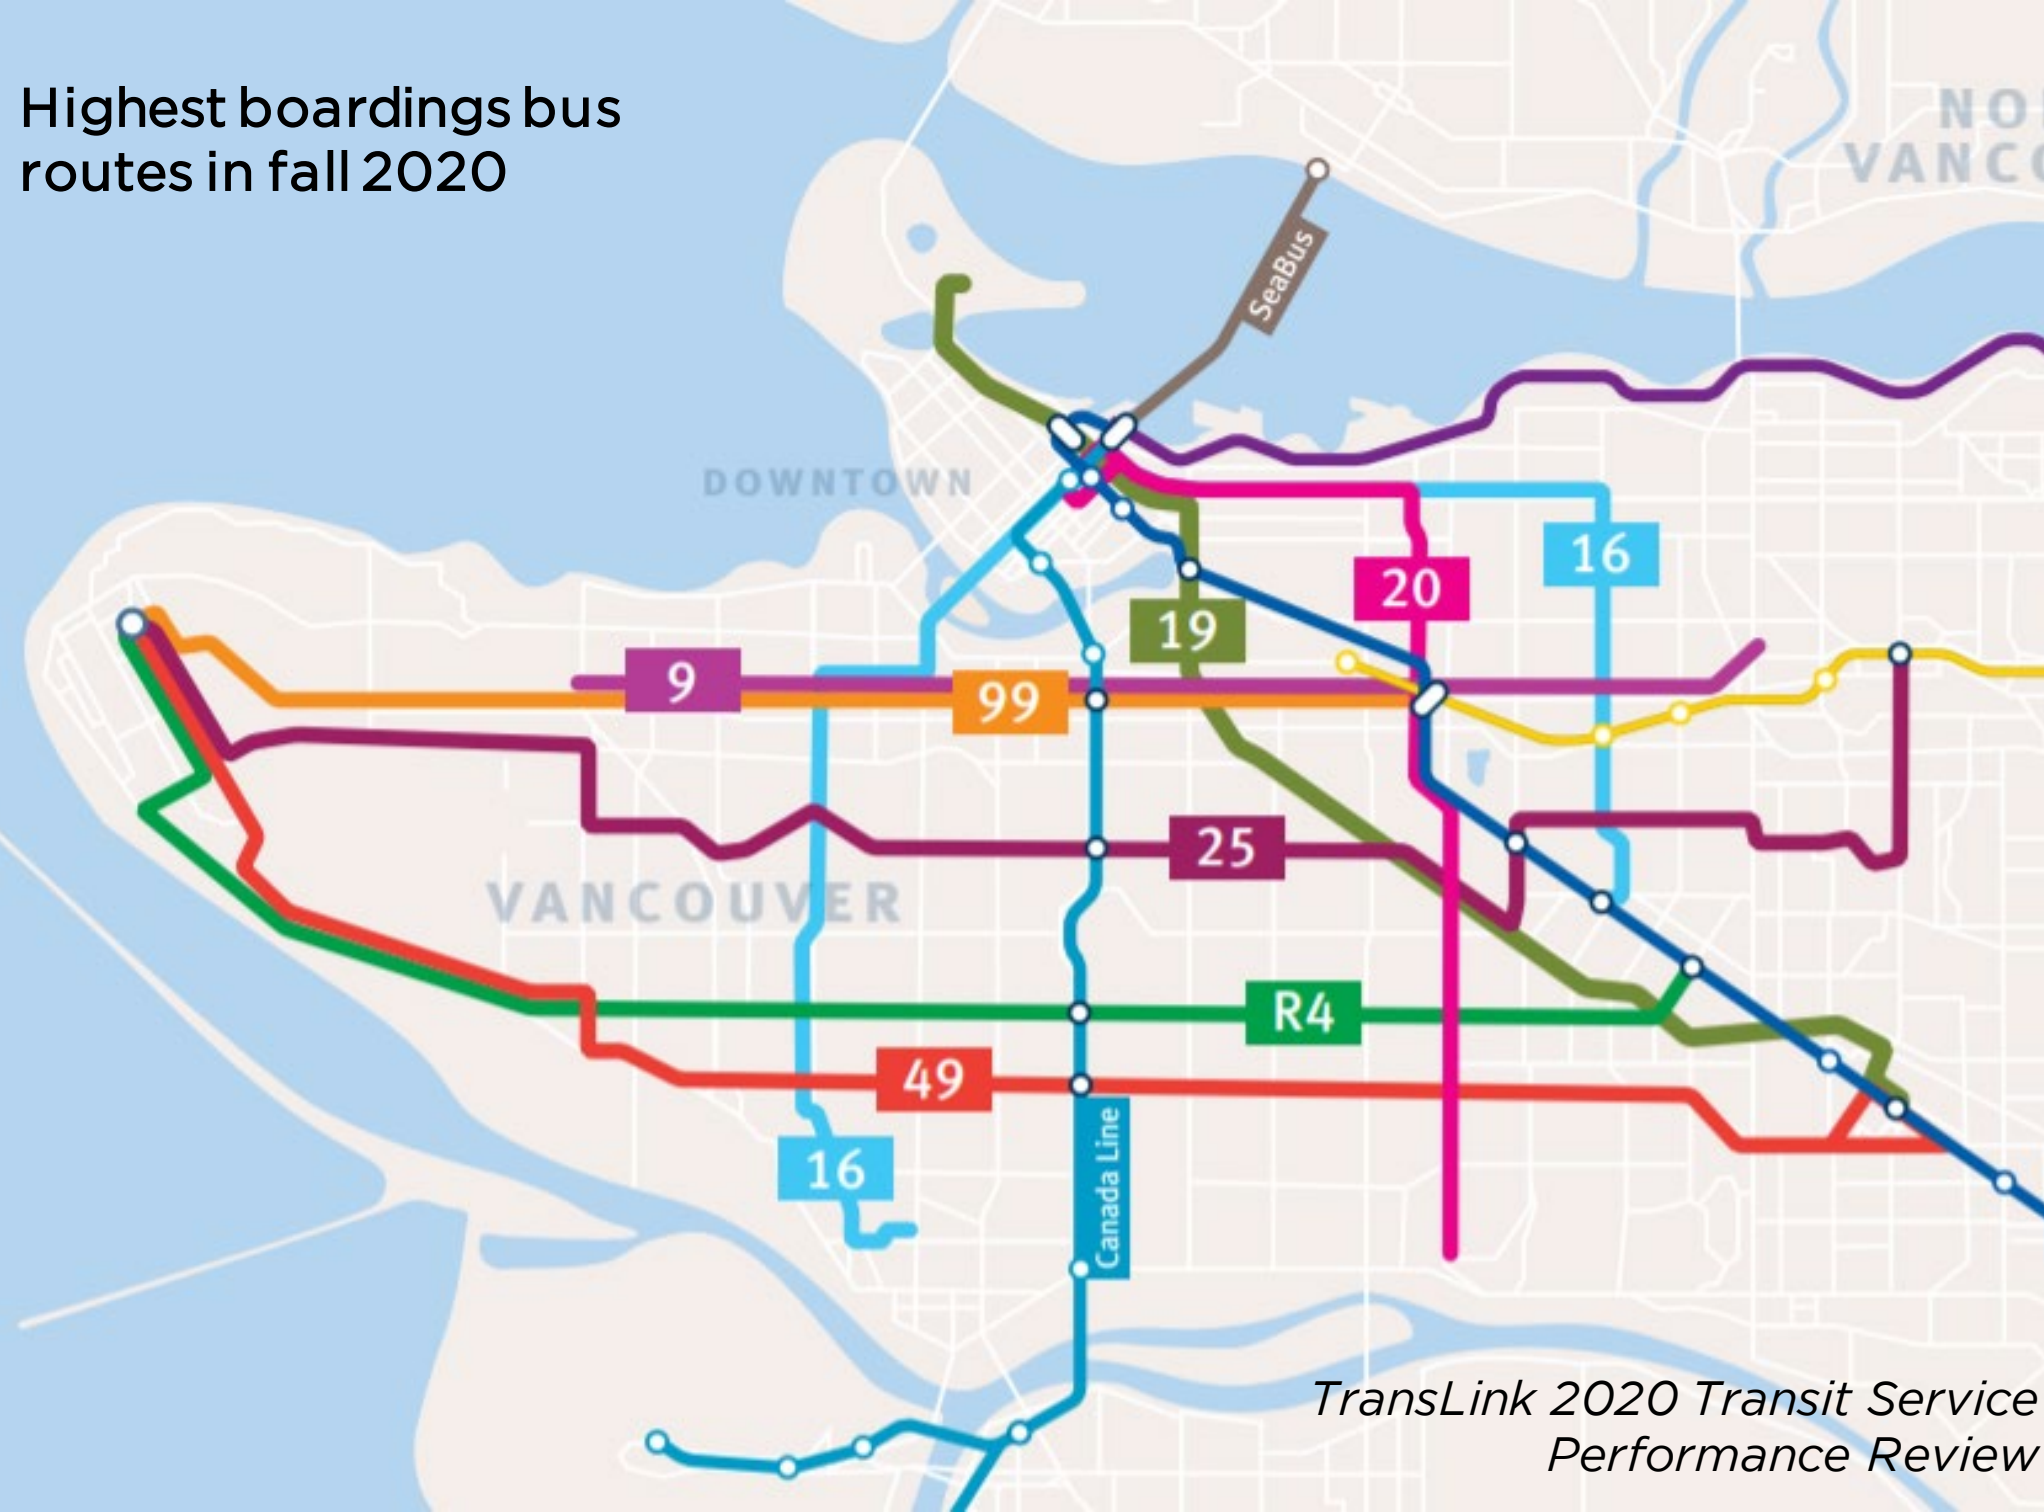 Highest boardings bus
routes in fall 2020
NO
VANC
SeaBus
DOWNTOWN
16
20
19
9
99
25
VANCOUVER
R4
49
16
Canada Line
TransLink 2020 Transit Service
Performance Review